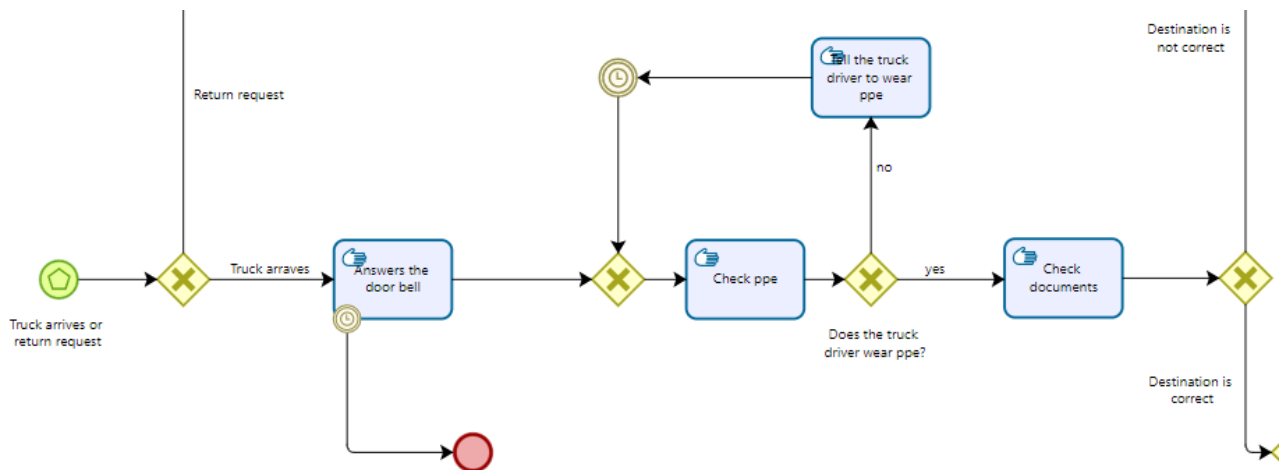 Destination is
not correct
Tell the truck
driver to wear
ppe
Return request
no
Truck arraves
Answers the
door bell
Check ppe
yes
Check
documents
Truck arrives or
return request
Does the truck
driver wear ppe?
Destination is
correct